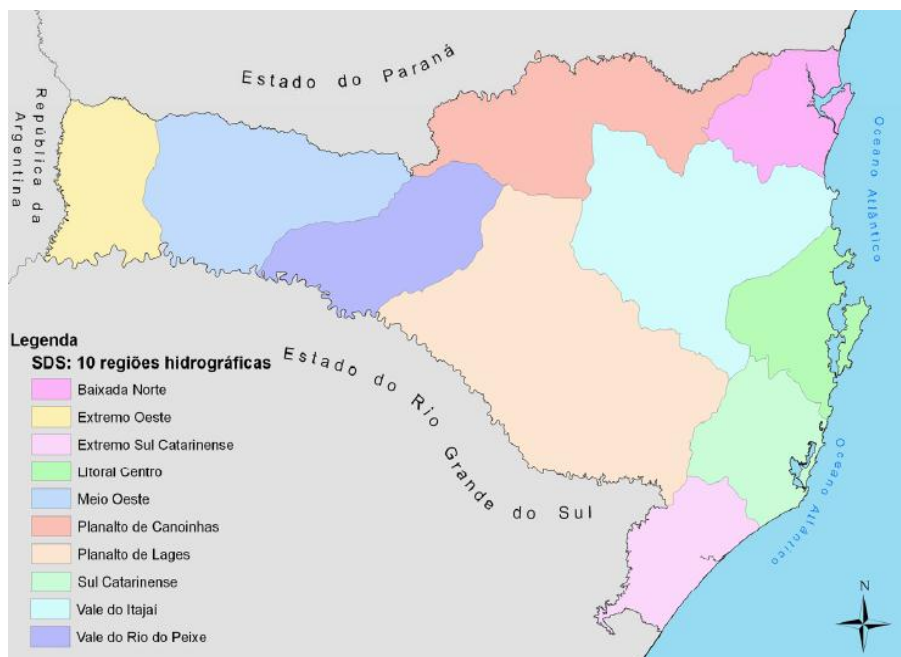 Estado do Paraná
República da
Argentina
Oceano Atlântico
Legenda
SDS: 10 regiões hidrográficas
Baixada Norte
Extremo Oeste
Extremo Sul Catarinense
Litoral Centro
Meio Oeste
Planalto de Canoinhas
Planalto de Lages
Sul Catarinense
Vale do Itajaí
Vale do Rio do Peixe
Estado do Rio Grande do Sul
Oceano Atlântico
N